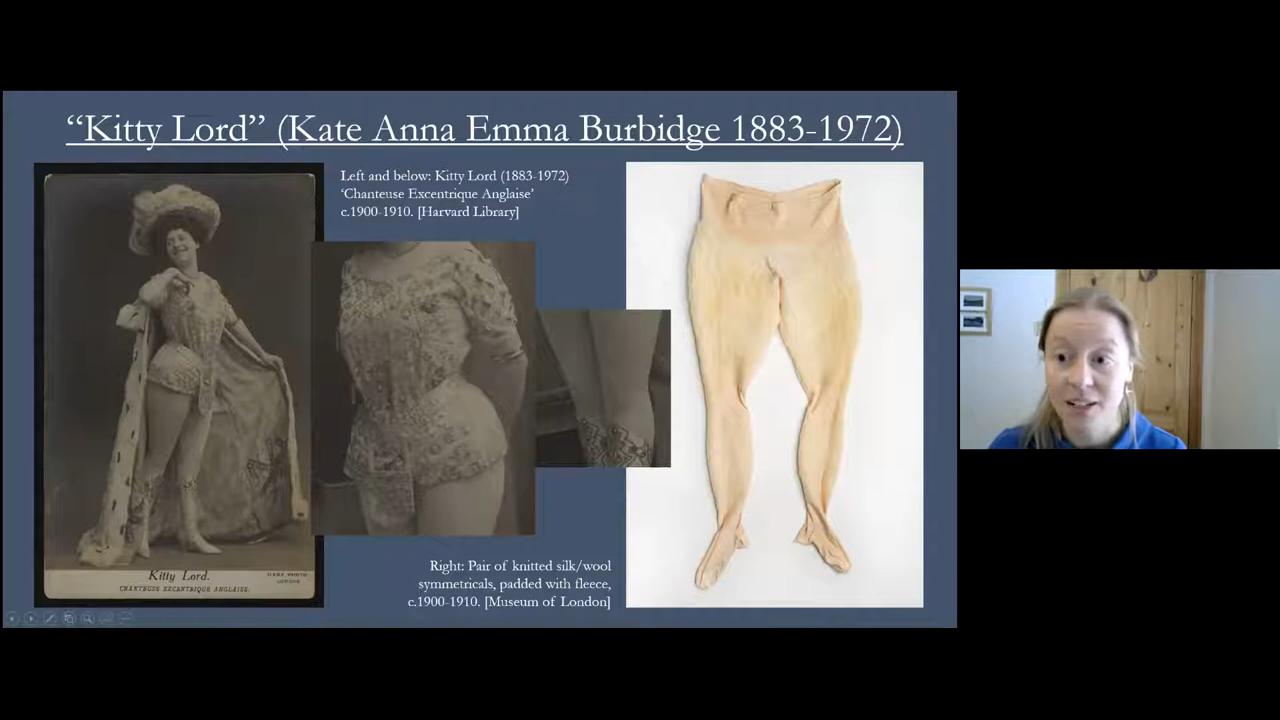 “Kitty Lord” (Kate Anna Emma Burbidge 1883-1972)
Left and below: Kitty Lord (1883-1972)
‘Chanteuse Excentrique Anglaise’
c.1900-1910. [Harvard Library]
Kitty Lord.
CHANTEUSE EXCENTRIQUE ANGLAISE.
LONDON
Right: Pair of knitted silk/wool
symmetricals, padded with fleece,
c.1900-1910. [Museum of London]